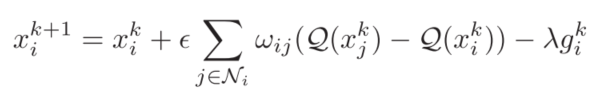 x_i^{k+1} = x_i^k + \epsilon \sum_{j \in \mathcal{N}_i} \omega_{ij} (\mathcal{Q}(x_j^k) - \mathcal{Q}(x_i^k)) - \lambda g_i^k